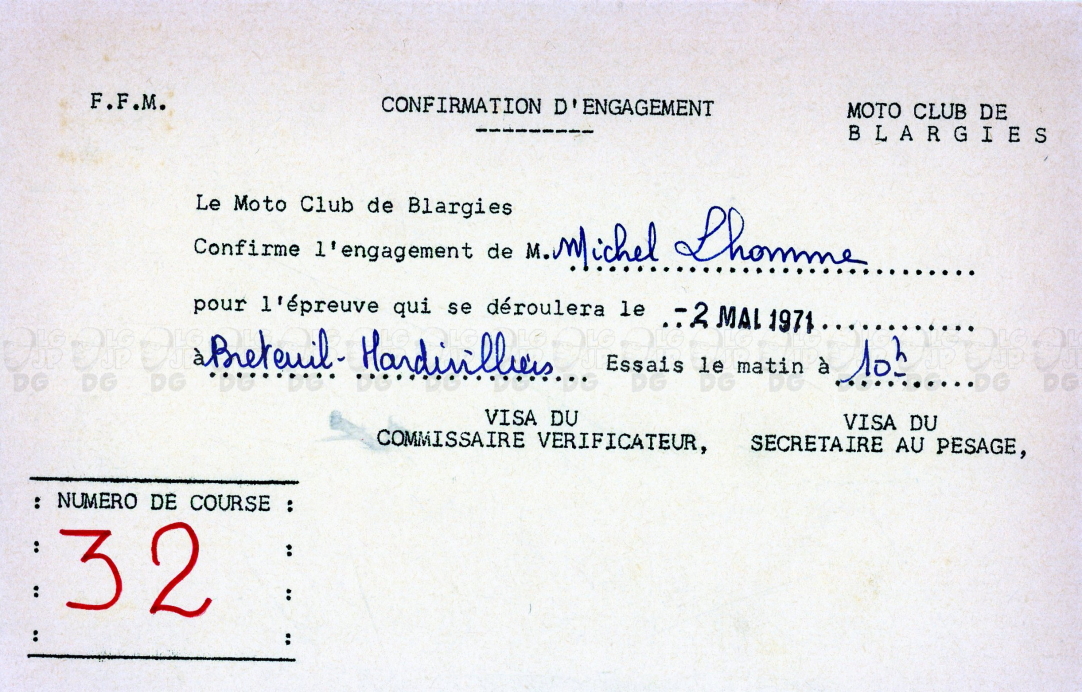 F.F.M.
CONFIRMATION D'ENGAGEMENT
---------
MOTO CLUB DE
B L A R G I E S
Le Moto Club de Blargies
Confirme l'engagement de M. Michel Lhomme
pour l'épreuve qui se déroulera le -2 MAI 1971
à Breteuil-Hardivilliers Essais le matin à 10h
VISA DU
COMMISSAIRE VERIFICATEUR,
VISA DU
SECRETAIRE AU PESAGE,
: NUMERO DE COURSE :
32